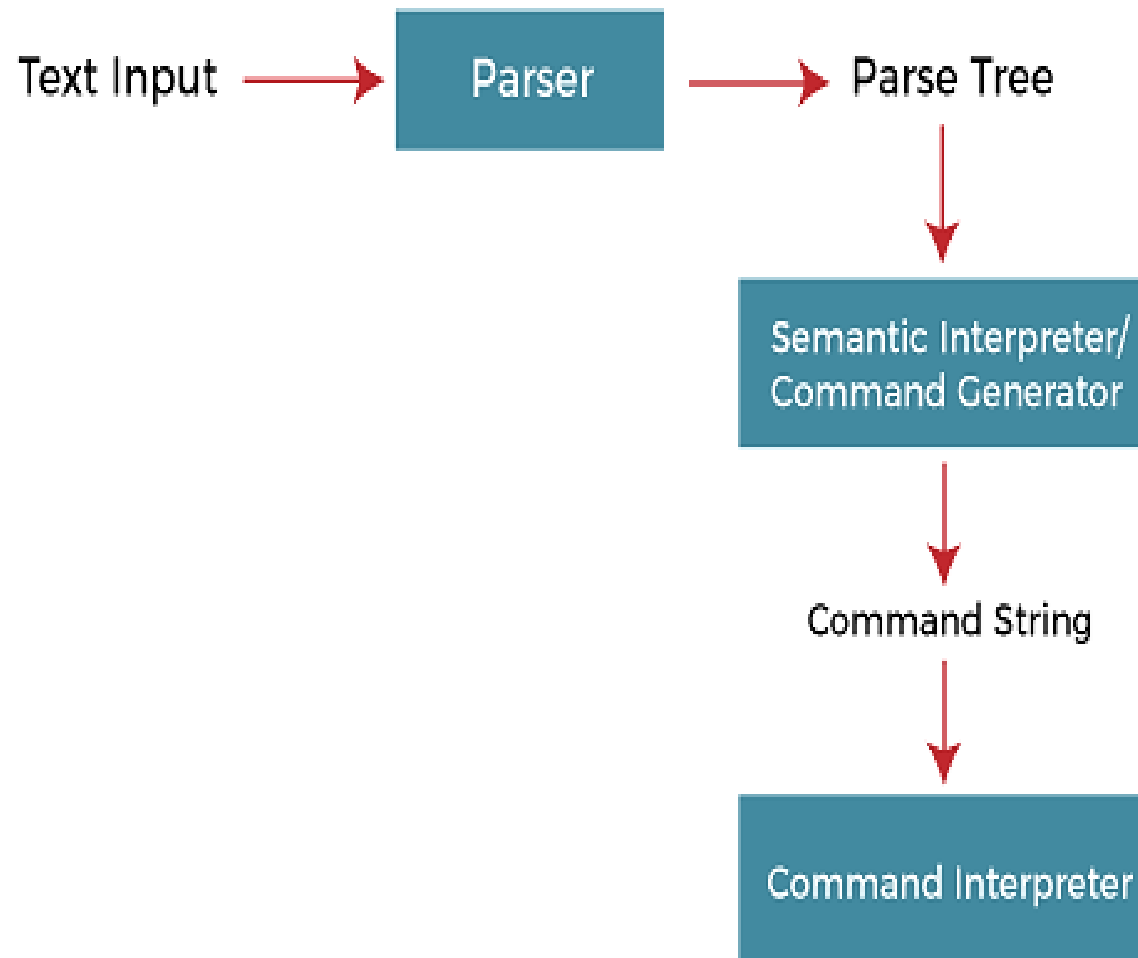 Text Input
Parser
Parse Tree
Semantic Interpreter/
Command Generator
Command String
Command Interpreter